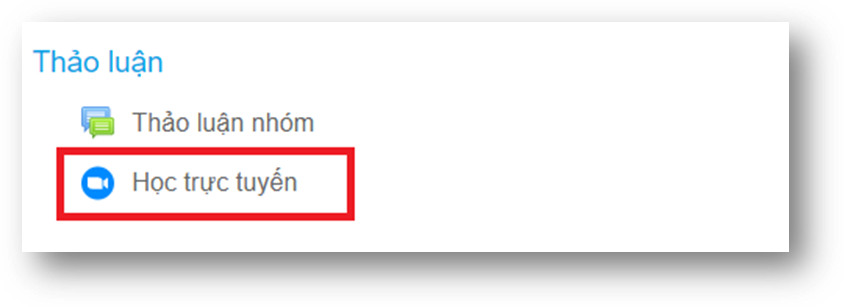 Thảo luận
Thảo luận nhóm
Học trực tuyến